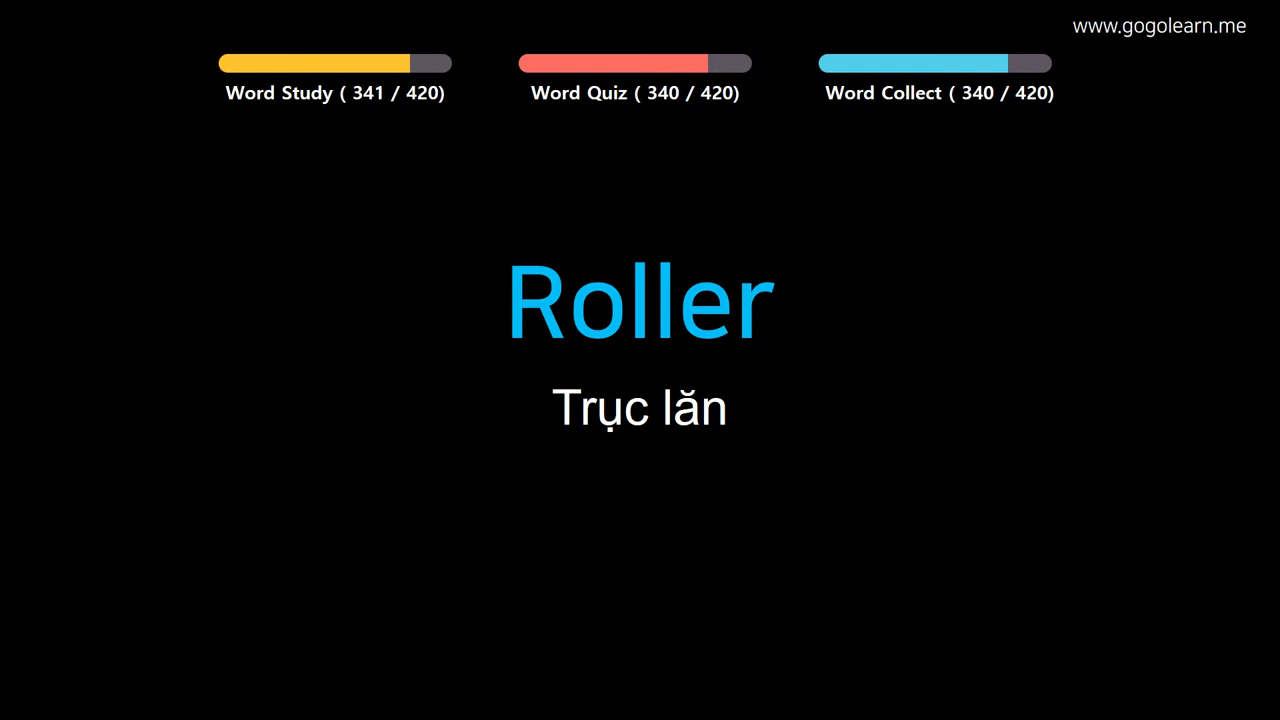 www.gogolearn.me
Word Study ( 341 / 420)
Word Quiz ( 340 / 420)
Word Collect ( 340 / 420)
Roller
Trục lăn